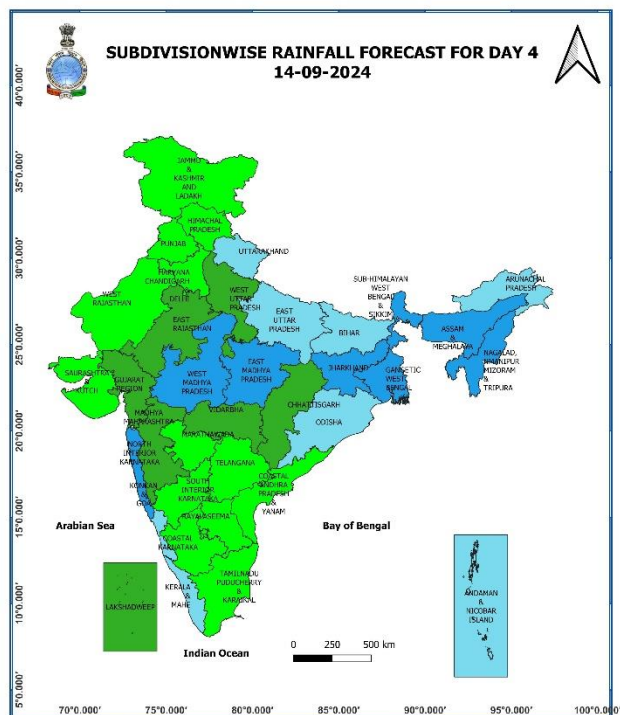 SUBDIVISIONWISE RAINFALL FORECAST FOR DAY 4
14-09-2024
40°0.000'
35°0.000'
30°0.000'
25°0.000'
20°0.000'
15°0.000'
10°0.000'
5°0.000'
JAMMU
&
KASHMIR
AND
LADAKH
HIMACHAL
PRADESH
PUNJAB
UTTARAKHAND
HARYANA
CHANDIGARH
DELHI
WEST
RAJASTHAN
WEST
UTTAR
PRADESH
EAST
RAJASTHAN
EAST
UTTAR
PRADESH
BIHAR
SUB-HIMALAYAN
WEST
BENGAL
&
SIKKIM
ARUNACHAL
PRADESH
ASSAM
&
MEGHALAYA
NAGALAD,
MANIPUR
MIZORAM
&
TRIPURA
SAURASHTRA
&
KUTCH
GUJARAT
REGION
WEST
MADHYA
PRADESH
EAST
MADHYA
PRADESH
JHARKHAND
GANGETIC
WEST
BENGAL
CHHATTISGARH
ODISHA
VIDARBHA
MADHYA
MAHARASHTRA
MARATHWADA
NORTH
INTERIOR
KARNATAKA
KONKAN
&
GOA
TELANGANA
SOUTH
INTERIOR
KARNATAKA
COASTAL
ANDHRA
PRADESH
&
YANAM
RAYALASEEMA
COASTAL
KARNATAKA
TAMILNADU
PUDUCHERRY
&
KARAIKAL
KERALA
&
MAHE
LAKSHADWEEP
ANDAMAN
&
NICOBAR
ISLAND
Arabian Sea
Bay of Bengal
Indian Ocean
0 250 500 km
70°0.000' 75°0.000' 80°0.000' 85°0.000' 90°0.000' 95°0.000' 100°0.000'